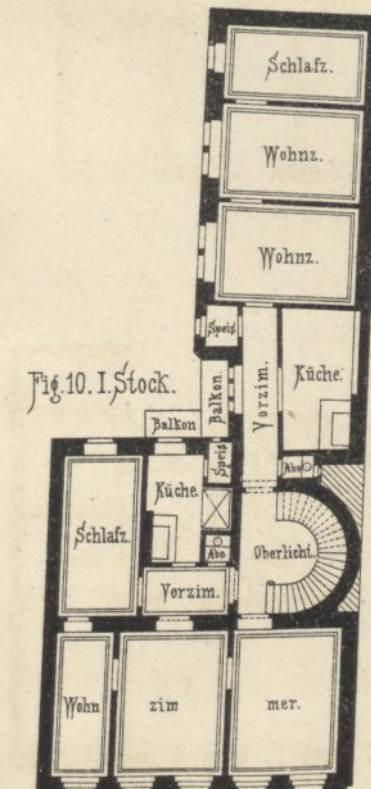 Schlafz.
Wohnz.
Wohnz.
Speis
Küche.
Vorzim.
Fig. 10. I. Stock.
Balkon.
Balkon
Speis
Küche.
Abo
Schlafz.
Abo
Oberlicht.
Vorzim.
Wohn zim mer.